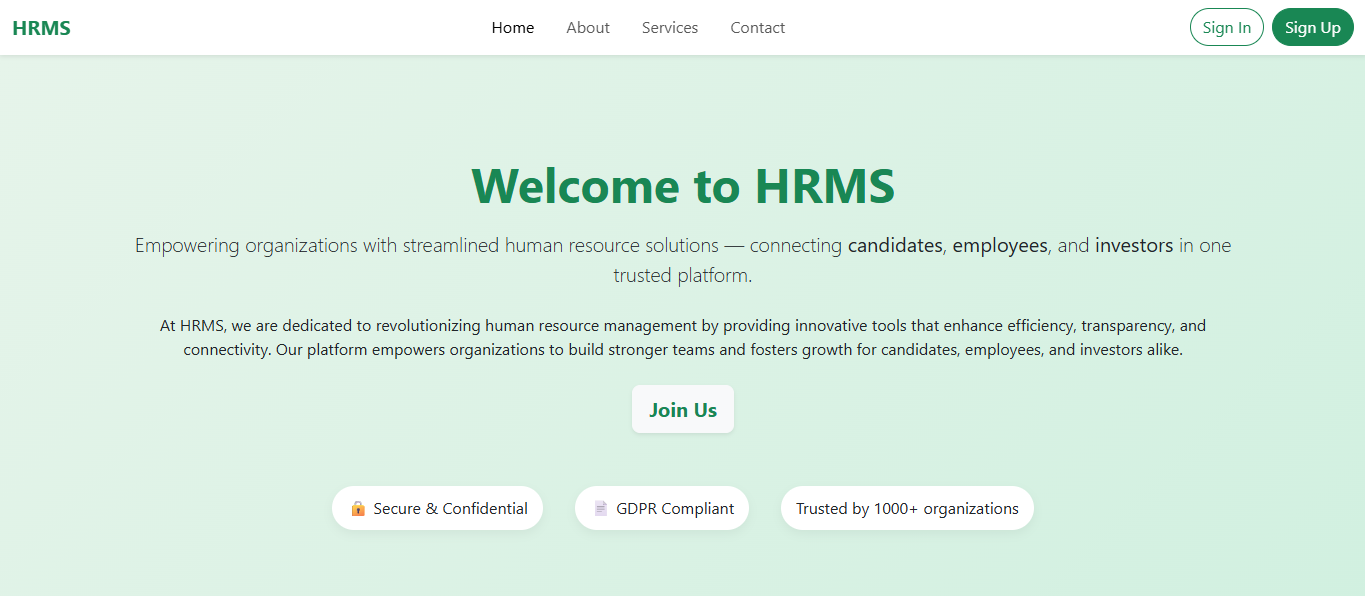 HRMS
Home About Services Contact
Sign In Sign Up
Welcome to HRMS
Empowering organizations with streamlined human resource solutions — connecting candidates, employees, and investors in one
trusted platform.
At HRMS, we are dedicated to revolutionizing human resource management by providing innovative tools that enhance efficiency, transparency, and
connectivity. Our platform empowers organizations to build stronger teams and fosters growth for candidates, employees, and investors alike.
Join Us
🔒 Secure & Confidential
📄 GDPR Compliant
Trusted by 1000+ organizations